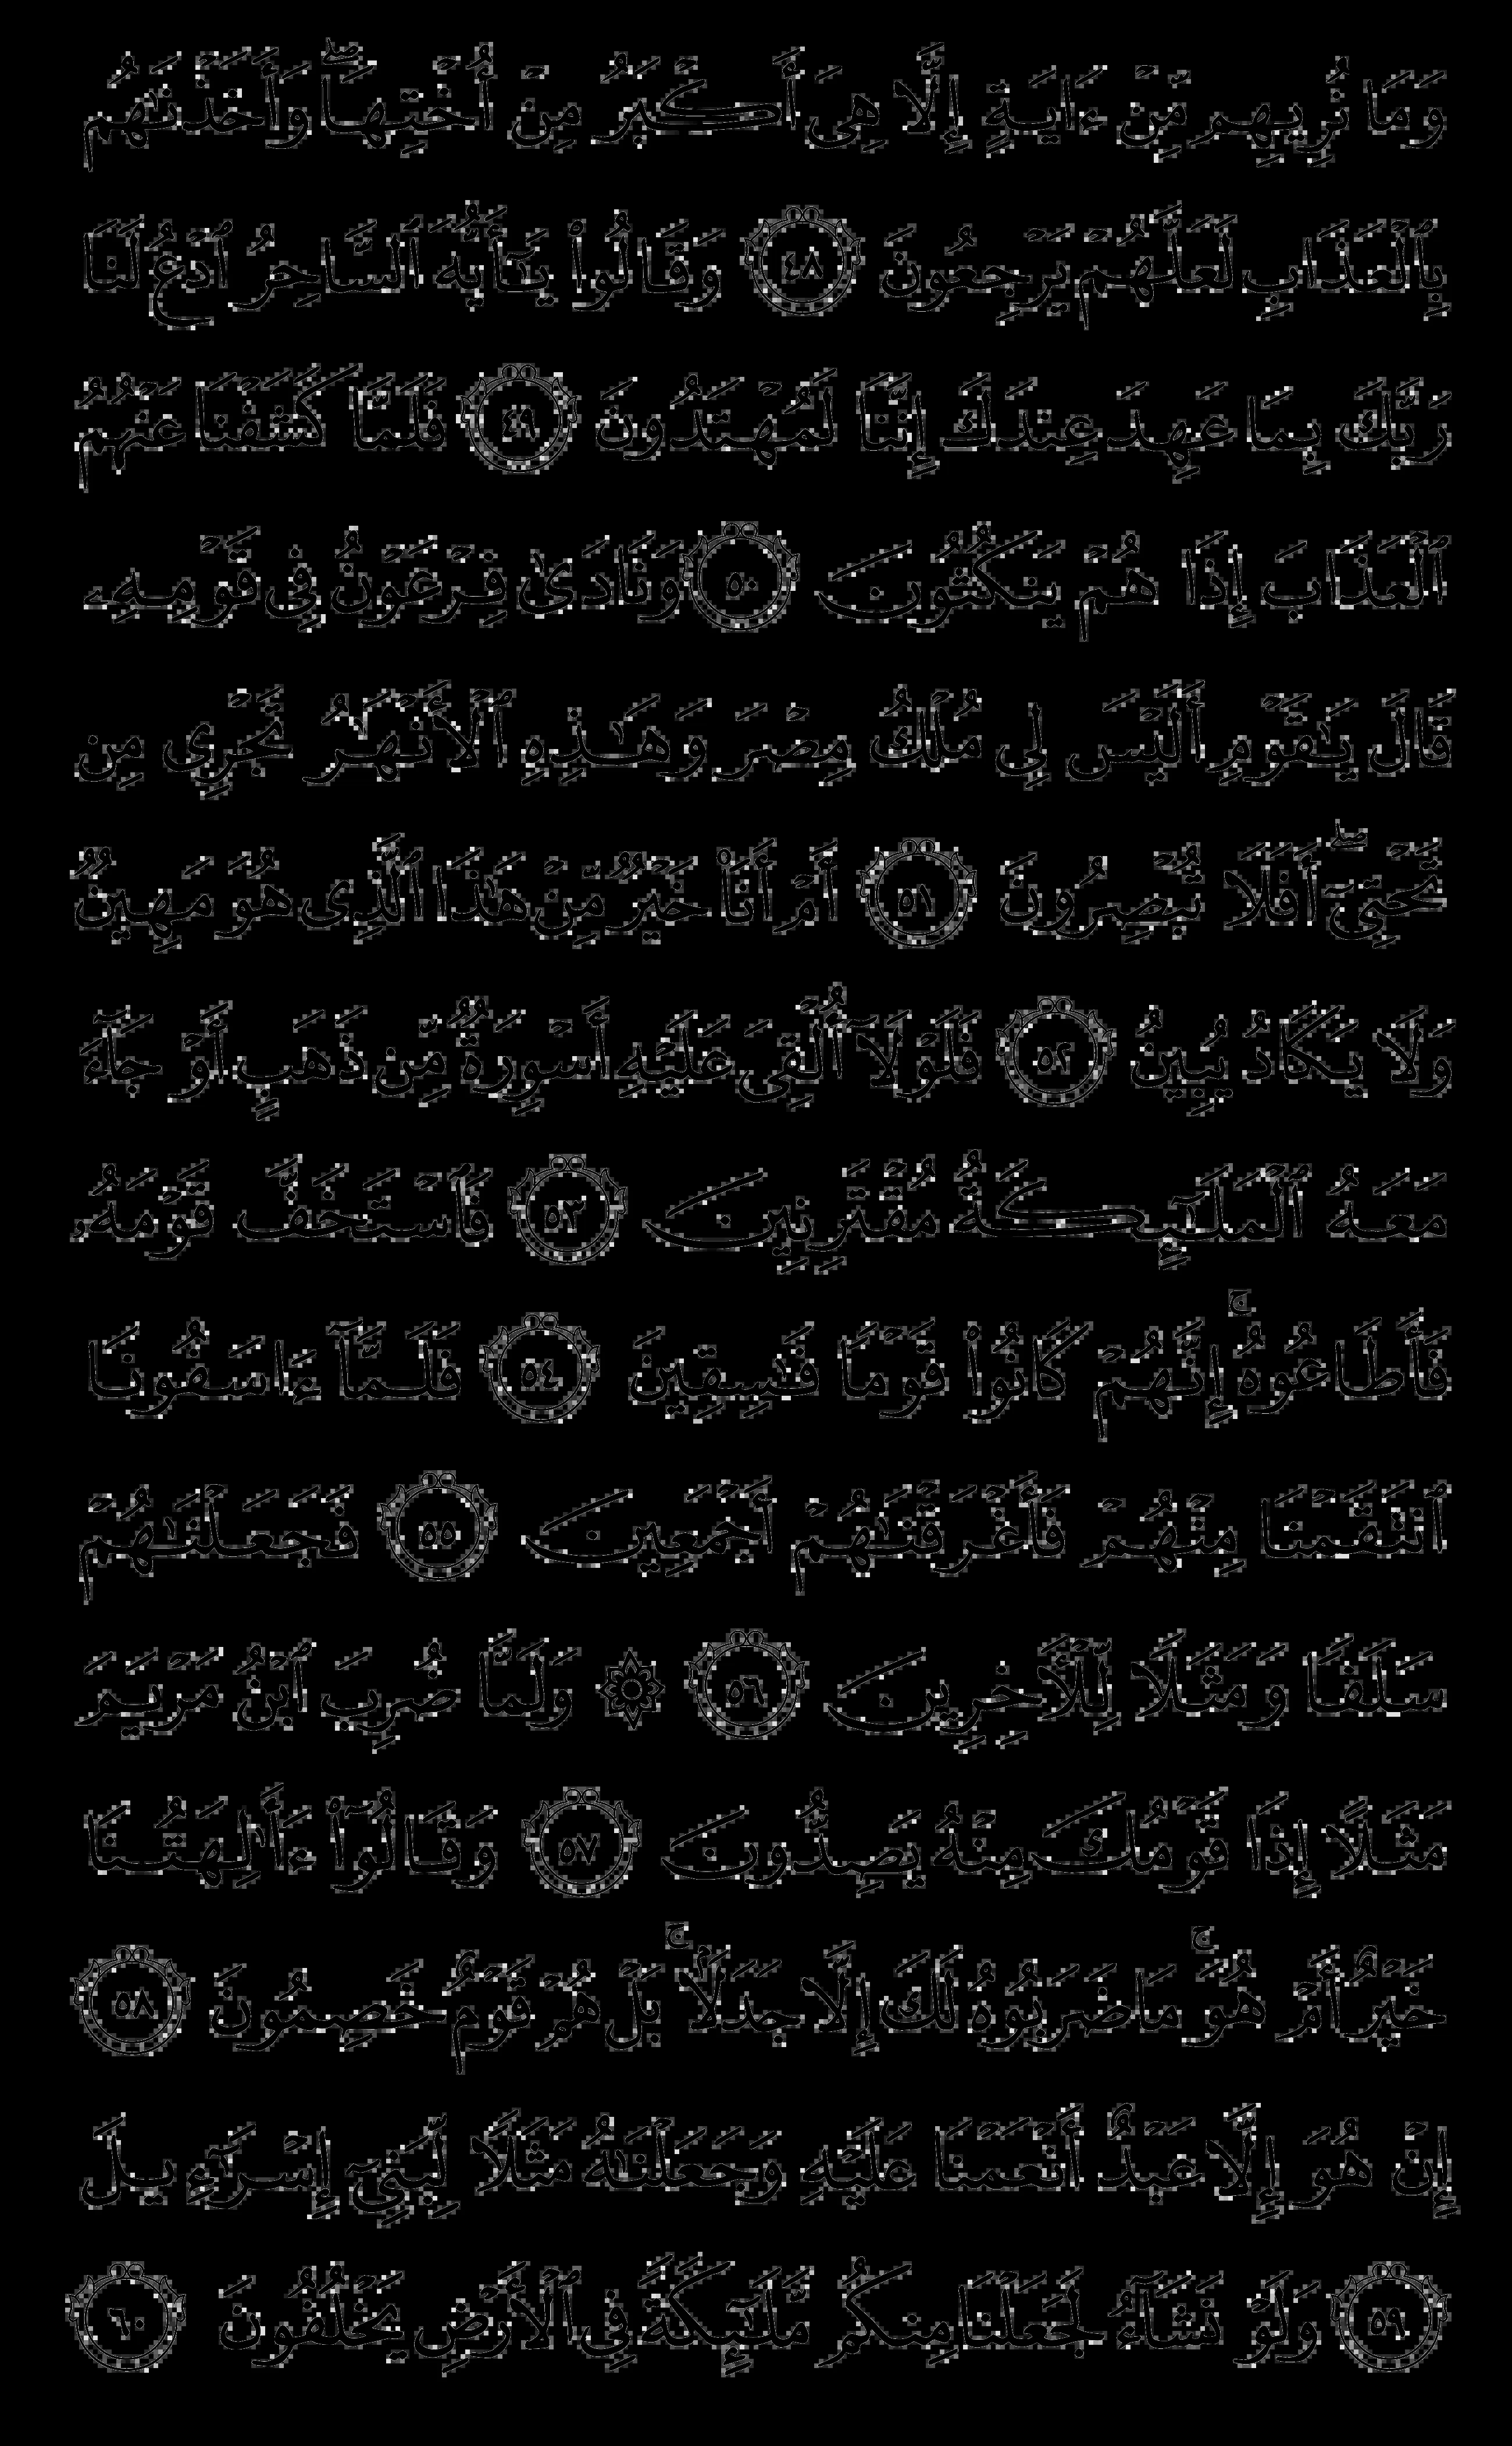 وَمَا نُرِيهِم مِّنْ ءَايَةٍ إِلَّا هِىَ أَكْبَرُ مِنْ أُخْتِهَا ۖ وَأَخَذْنَٰهُم
بِٱلْعَذَابِ لَعَلَّهُمْ يَرْجِعُونَ ٤٨ وَقَالُوا۟ يَٰٓأَيُّهَ ٱلسَّاحِرُ ٱدْعُ لَنَا
رَبَّكَ بِمَا عَهِدَ عِندَكَ إِنَّنَا لَمُهْتَدُونَ ٤٩ فَلَمَّا كَشَفْنَا عَنْهُمُ
ٱلْعَذَابَ إِذَا هُمْ يَنكُثُونَ ٥٠ وَنَادَىٰ فِرْعَوْنُ فِى قَوْمِهِۦ
قَالَ يَٰقَوْمِ أَلَيْسَ لِى مُلْكُ مِصْرَ وَهَٰذِهِ ٱلْأَنْهَٰرُ تَجْرِى مِن
تَحْتِىٓ ۖ أَفَلَا تُبْصِرُونَ ٥١ أَمْ أَنَا۠ خَيْرٌ مِّنْ هَٰذَا ٱلَّذِى هُوَ مَهِينٌ
وَلَا يَكَادُ يُبِينُ ٥٢ فَلَوْلَآ أُلْقِىَ عَلَيْهِ أَسْوِرَةٌ مِّن ذَهَبٍ أَوْ جَآءَ
مَعَهُ ٱلْمَلَٰٓئِكَةُ مُقْتَرِنِينَ ٥٣ فَٱسْتَخَفَّ قَوْمَهُۥ
فَأَطَاعُوهُ ۚ إِنَّهُمْ كَانُوا۟ قَوْمًا فَٰسِقِينَ ٥٤ فَلَمَّآ ءَاسَفُونَا
ٱنتَقَمْنَا مِنْهُمْ فَأَغْرَقْنَٰهُمْ أَجْمَعِينَ ٥٥ فَجَعَلْنَٰهُمْ
سَلَفًا وَمَثَلًا لِّلْـَٔاخِرِينَ ٥٦ ۞ وَلَمَّا ضُرِبَ ٱبْنُ مَرْيَمَ
مَثَلًا إِذَا قَوْمُكَ مِنْهُ يَصِدُّونَ ٥٧ وَقَالُوٓا۟ ءَأَٰلِهَتُنَا
خَيْرٌ أَمْ هُوَ ۚ مَا ضَرَبُوهُ لَكَ إِلَّا جَدَلًۢا ۚ بَلْ هُمْ قَوْمٌ خَصِمُونَ ٥٨
إِنْ هُوَ إِلَّا عَبْدٌ أَنْعَمْنَا عَلَيْهِ وَجَعَلْنَٰهُ مَثَلًا لِّبَنِىٓ إِسْرَٰٓءِيلَ
٥٩ وَلَوْ نَشَآءُ لَجَعَلْنَا مِنكُم مَّلَٰٓئِكَةً فِى ٱلْأَرْضِ يَخْلُفُونَ ٦٠